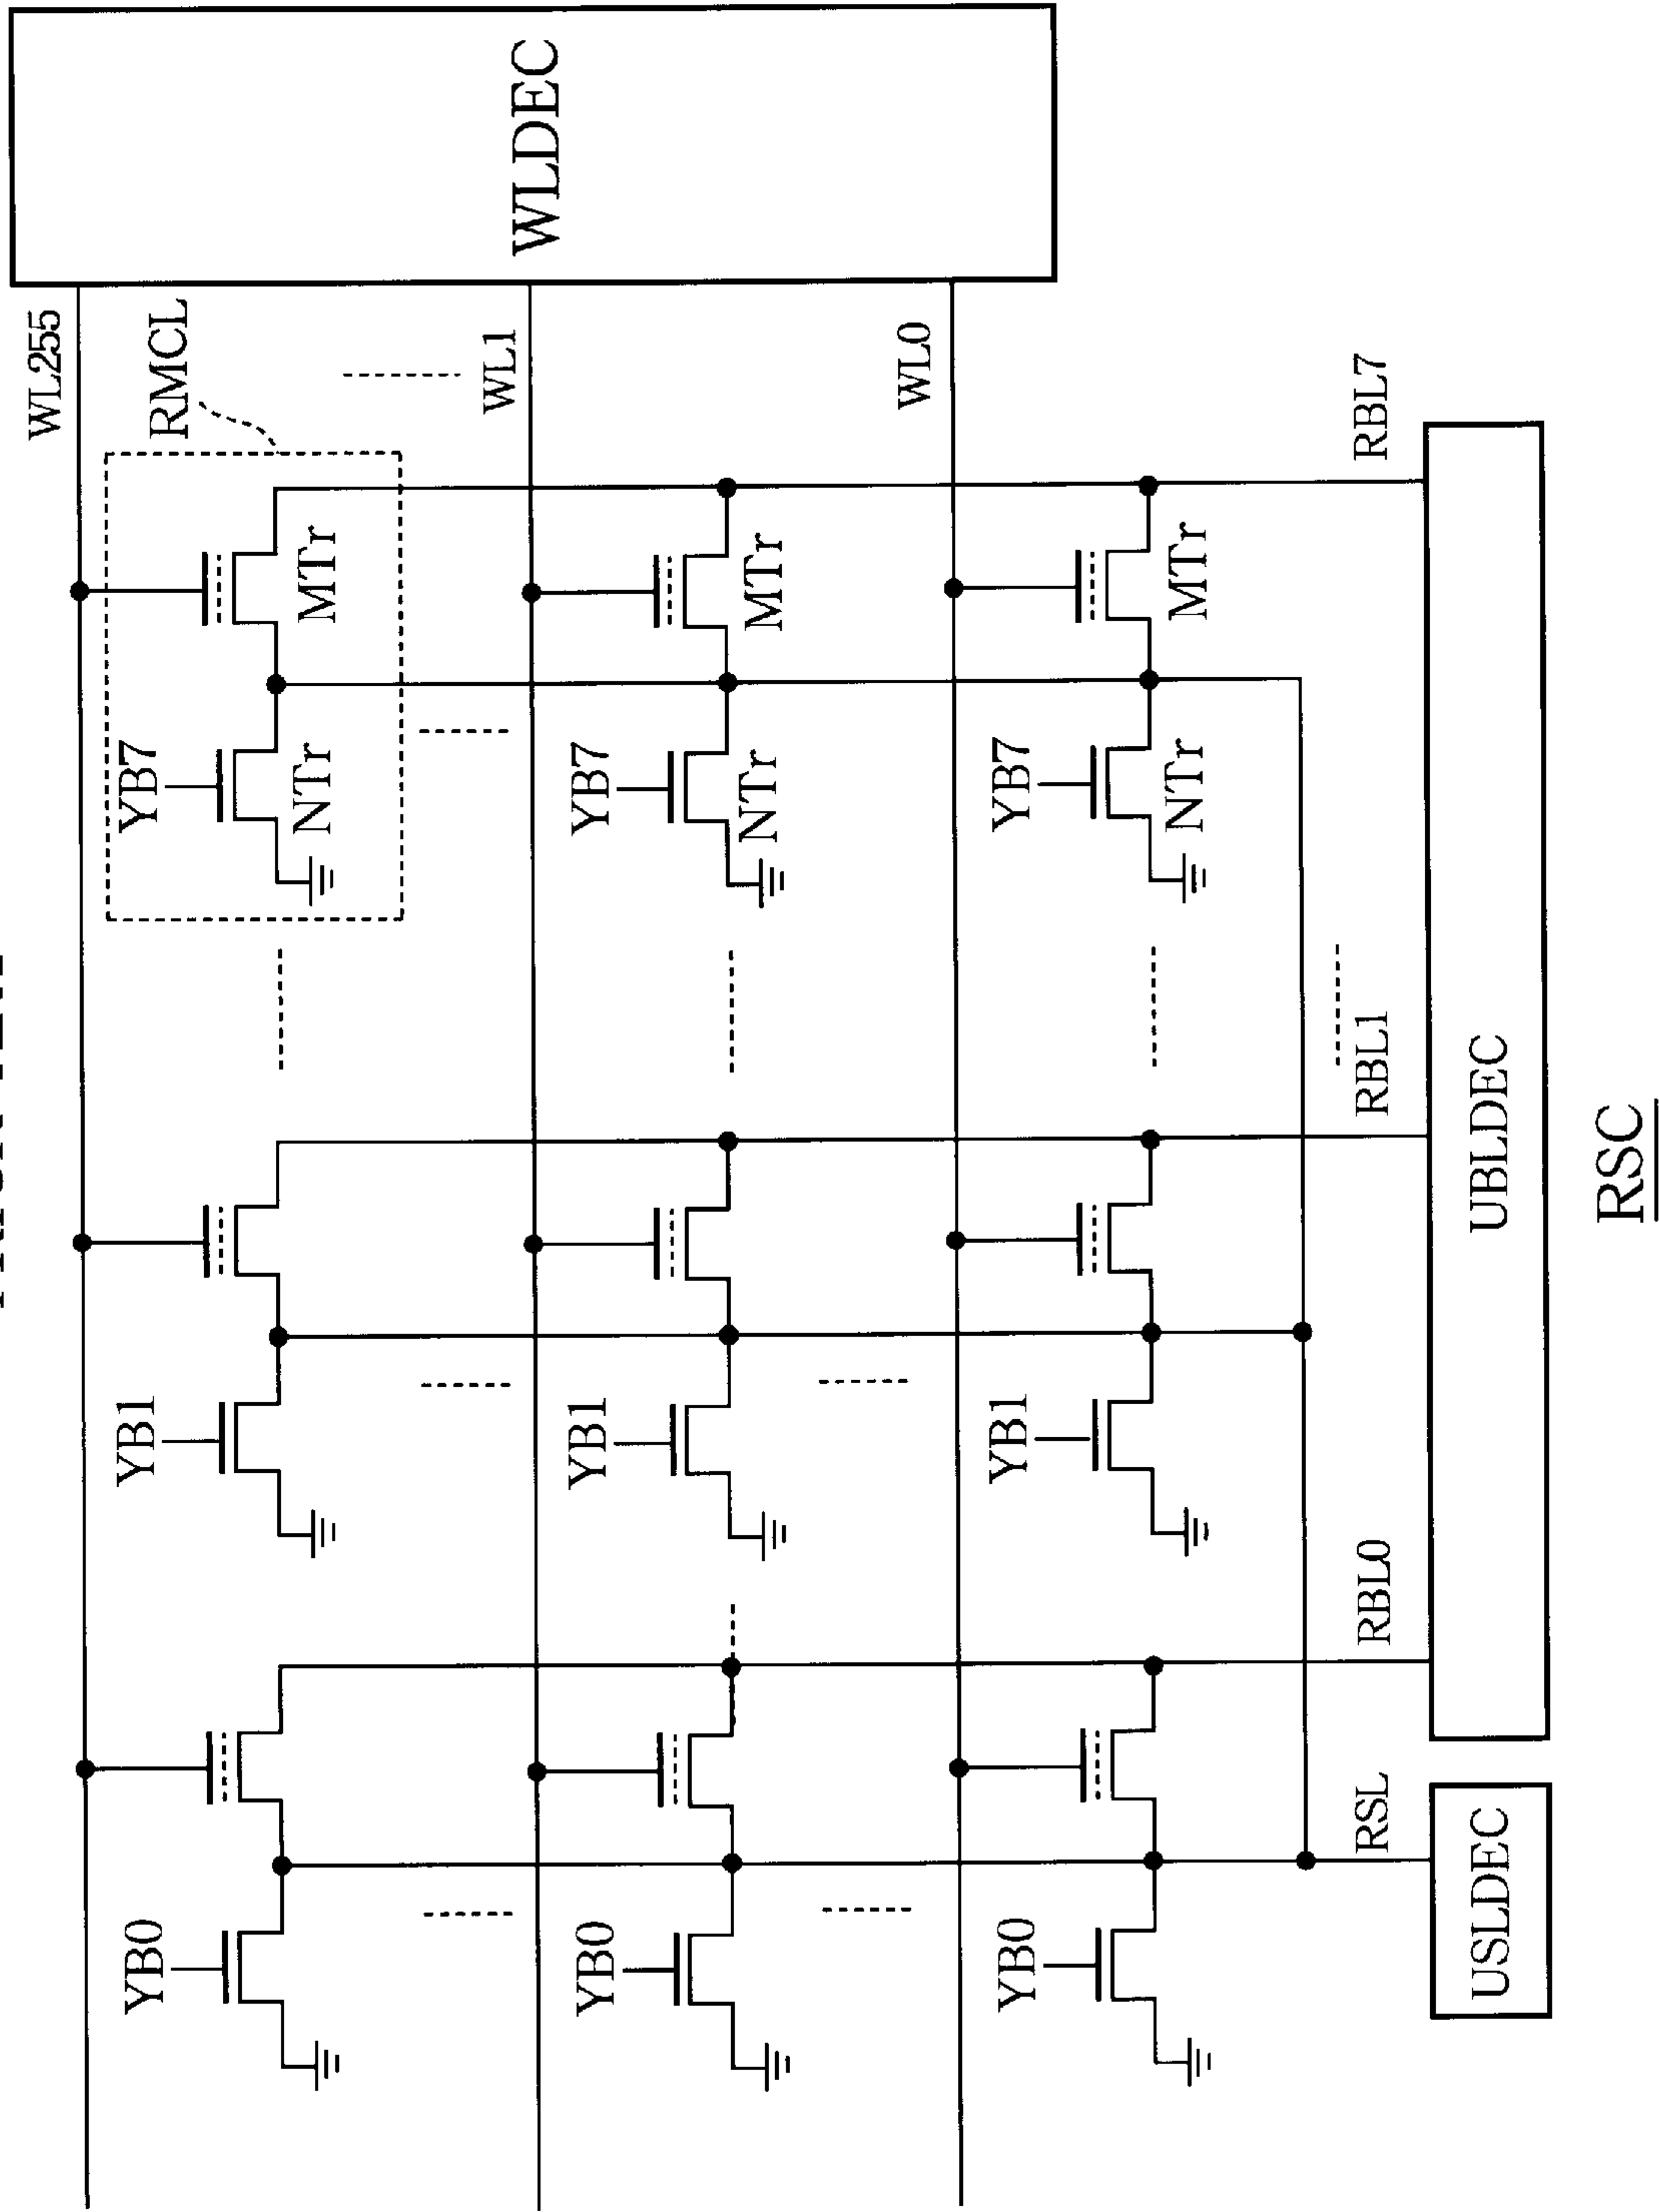 WL255
YB0
YB1
YB7
RMCL
NTr
MTr
WL1
WLDEC
YB0
YB1
YB7
NTr
MTr
WL0
YB0
YB1
YB7
NTr
MTr
RSL
RBL0
RBL1
RBL7
USLDEC
UBLDEC
RSC